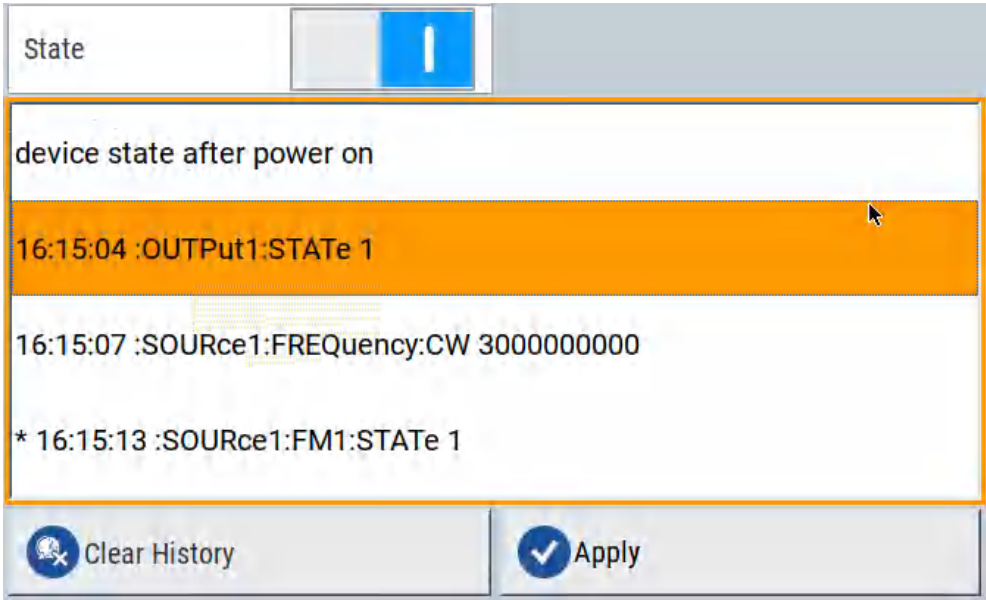 State
device state after power on
16:15:04 :OUTPut1:STATe 1
16:15:07 :SOURce1:FREQuency:CW 3000000000
* 16:15:13 :SOURce1:FM1:STATe 1
Clear History
Apply